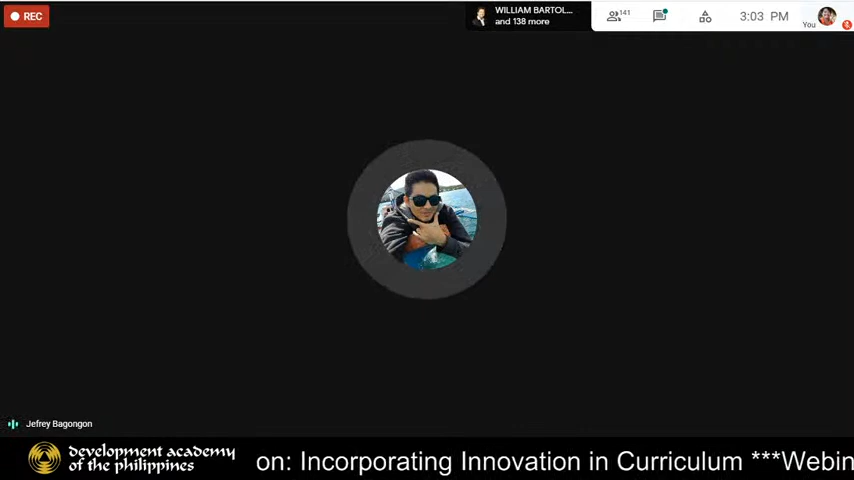 REC
WILLIAM BARTOL...
and 138 more
141
3:03 PM
You
Jefrey Bagongon
development academy
of the philippines
on: Incorporating Innovation in Curriculum ***Webin